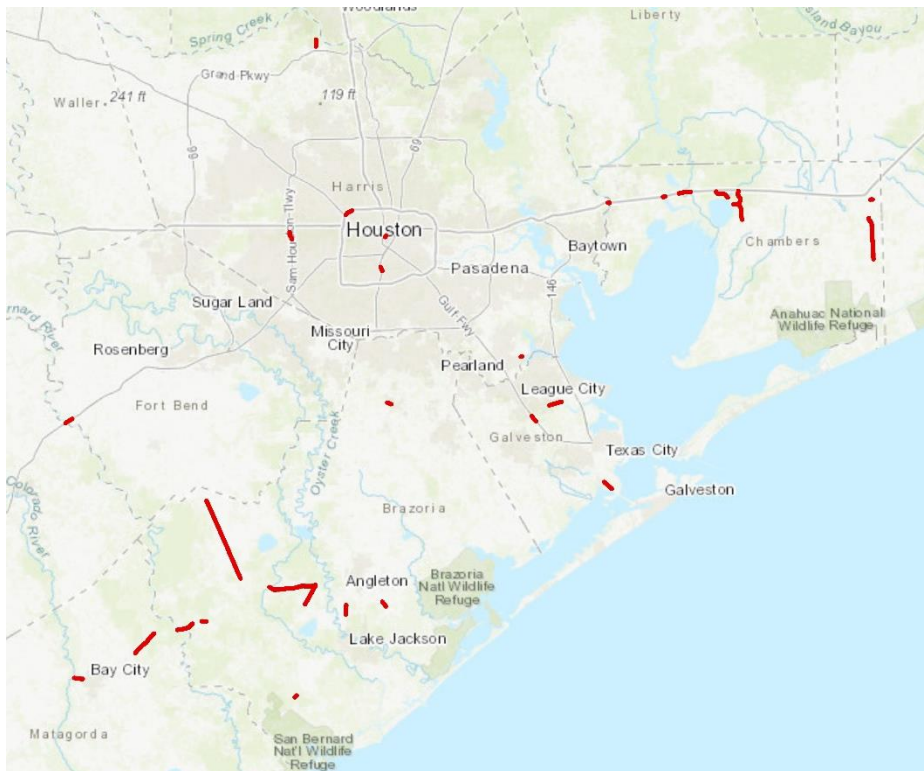 Woodlands
Liberty
Spring Creek
Island Bayou
Grand Pkwy
Waller
241 ft
119 ft
99
69
Harris
Sam Houston Tlwy
Houston
Baytown
Chambers
Pasadena
146
Sugar Land
Gulf Fwy
Missouri
City
Anahuac National
Wildlife Refuge
Rosenberg
Pearland
League City
Fort Bend
Oyster Creek
Galveston
Texas City
Colorado River
Galveston
Brazoria
Angleton
Brazoria
Natl Wildlife
Refuge
Lake Jackson
Bay City
Matagorda
San Bernard
Nat'l Wildlife
Refuge